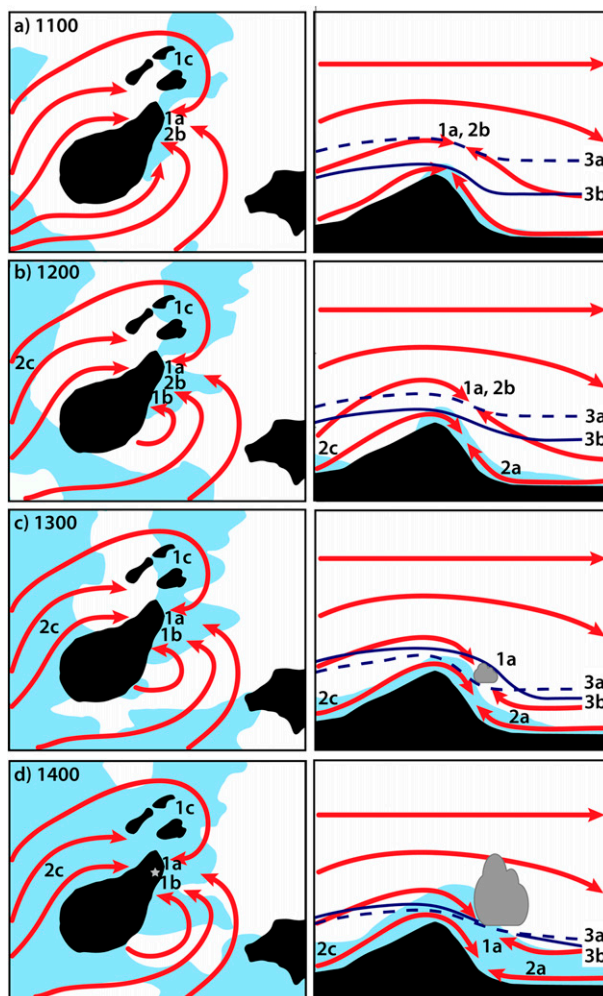 a) 1100
1c
1a
2b
1a, 2b
3a
3b
b) 1200
1c
2c
1a
2b
1b
1a, 2b
3a
3b
2c
2a
c) 1300
1c
2c
1a
1b
1a
3a
3b
2c
2a
d) 1400
1c
2c
1a
1b
3a
3b
2c
1a
2a